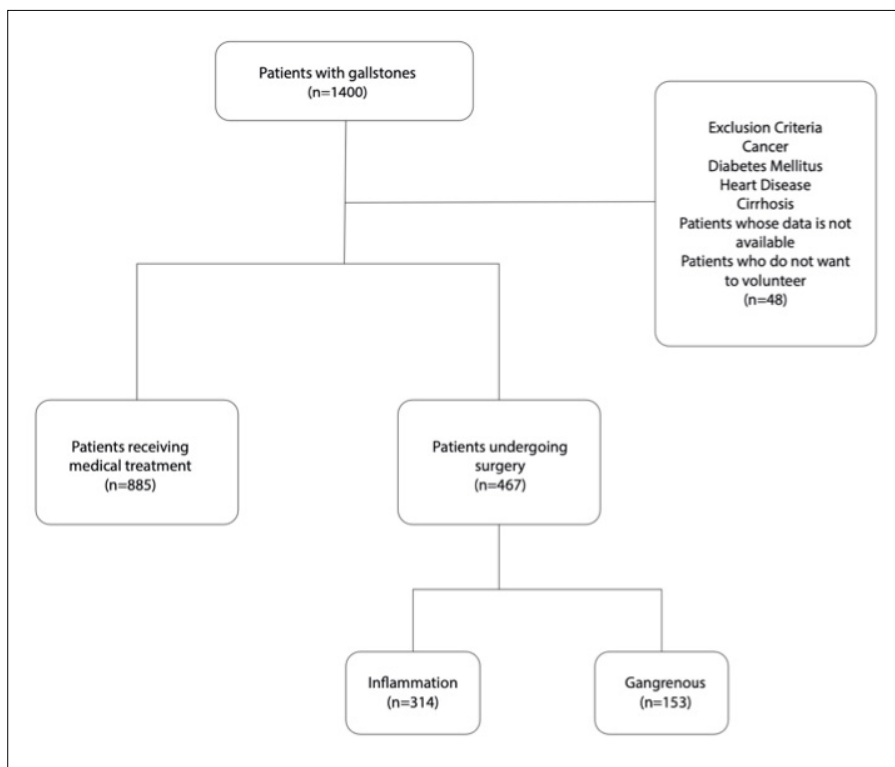 Patients with gallstones
(n=1400)
Exclusion Criteria
Cancer
Diabetes Mellitus
Heart Disease
Cirrhosis
Patients whose data is not
available
Patients who do not want
to volunteer
(n=48)
Patients receiving
medical treatment
(n=885)
Patients undergoing
surgery
(n=467)
Inflammation
(n=314)
Gangrenous
(n=153)